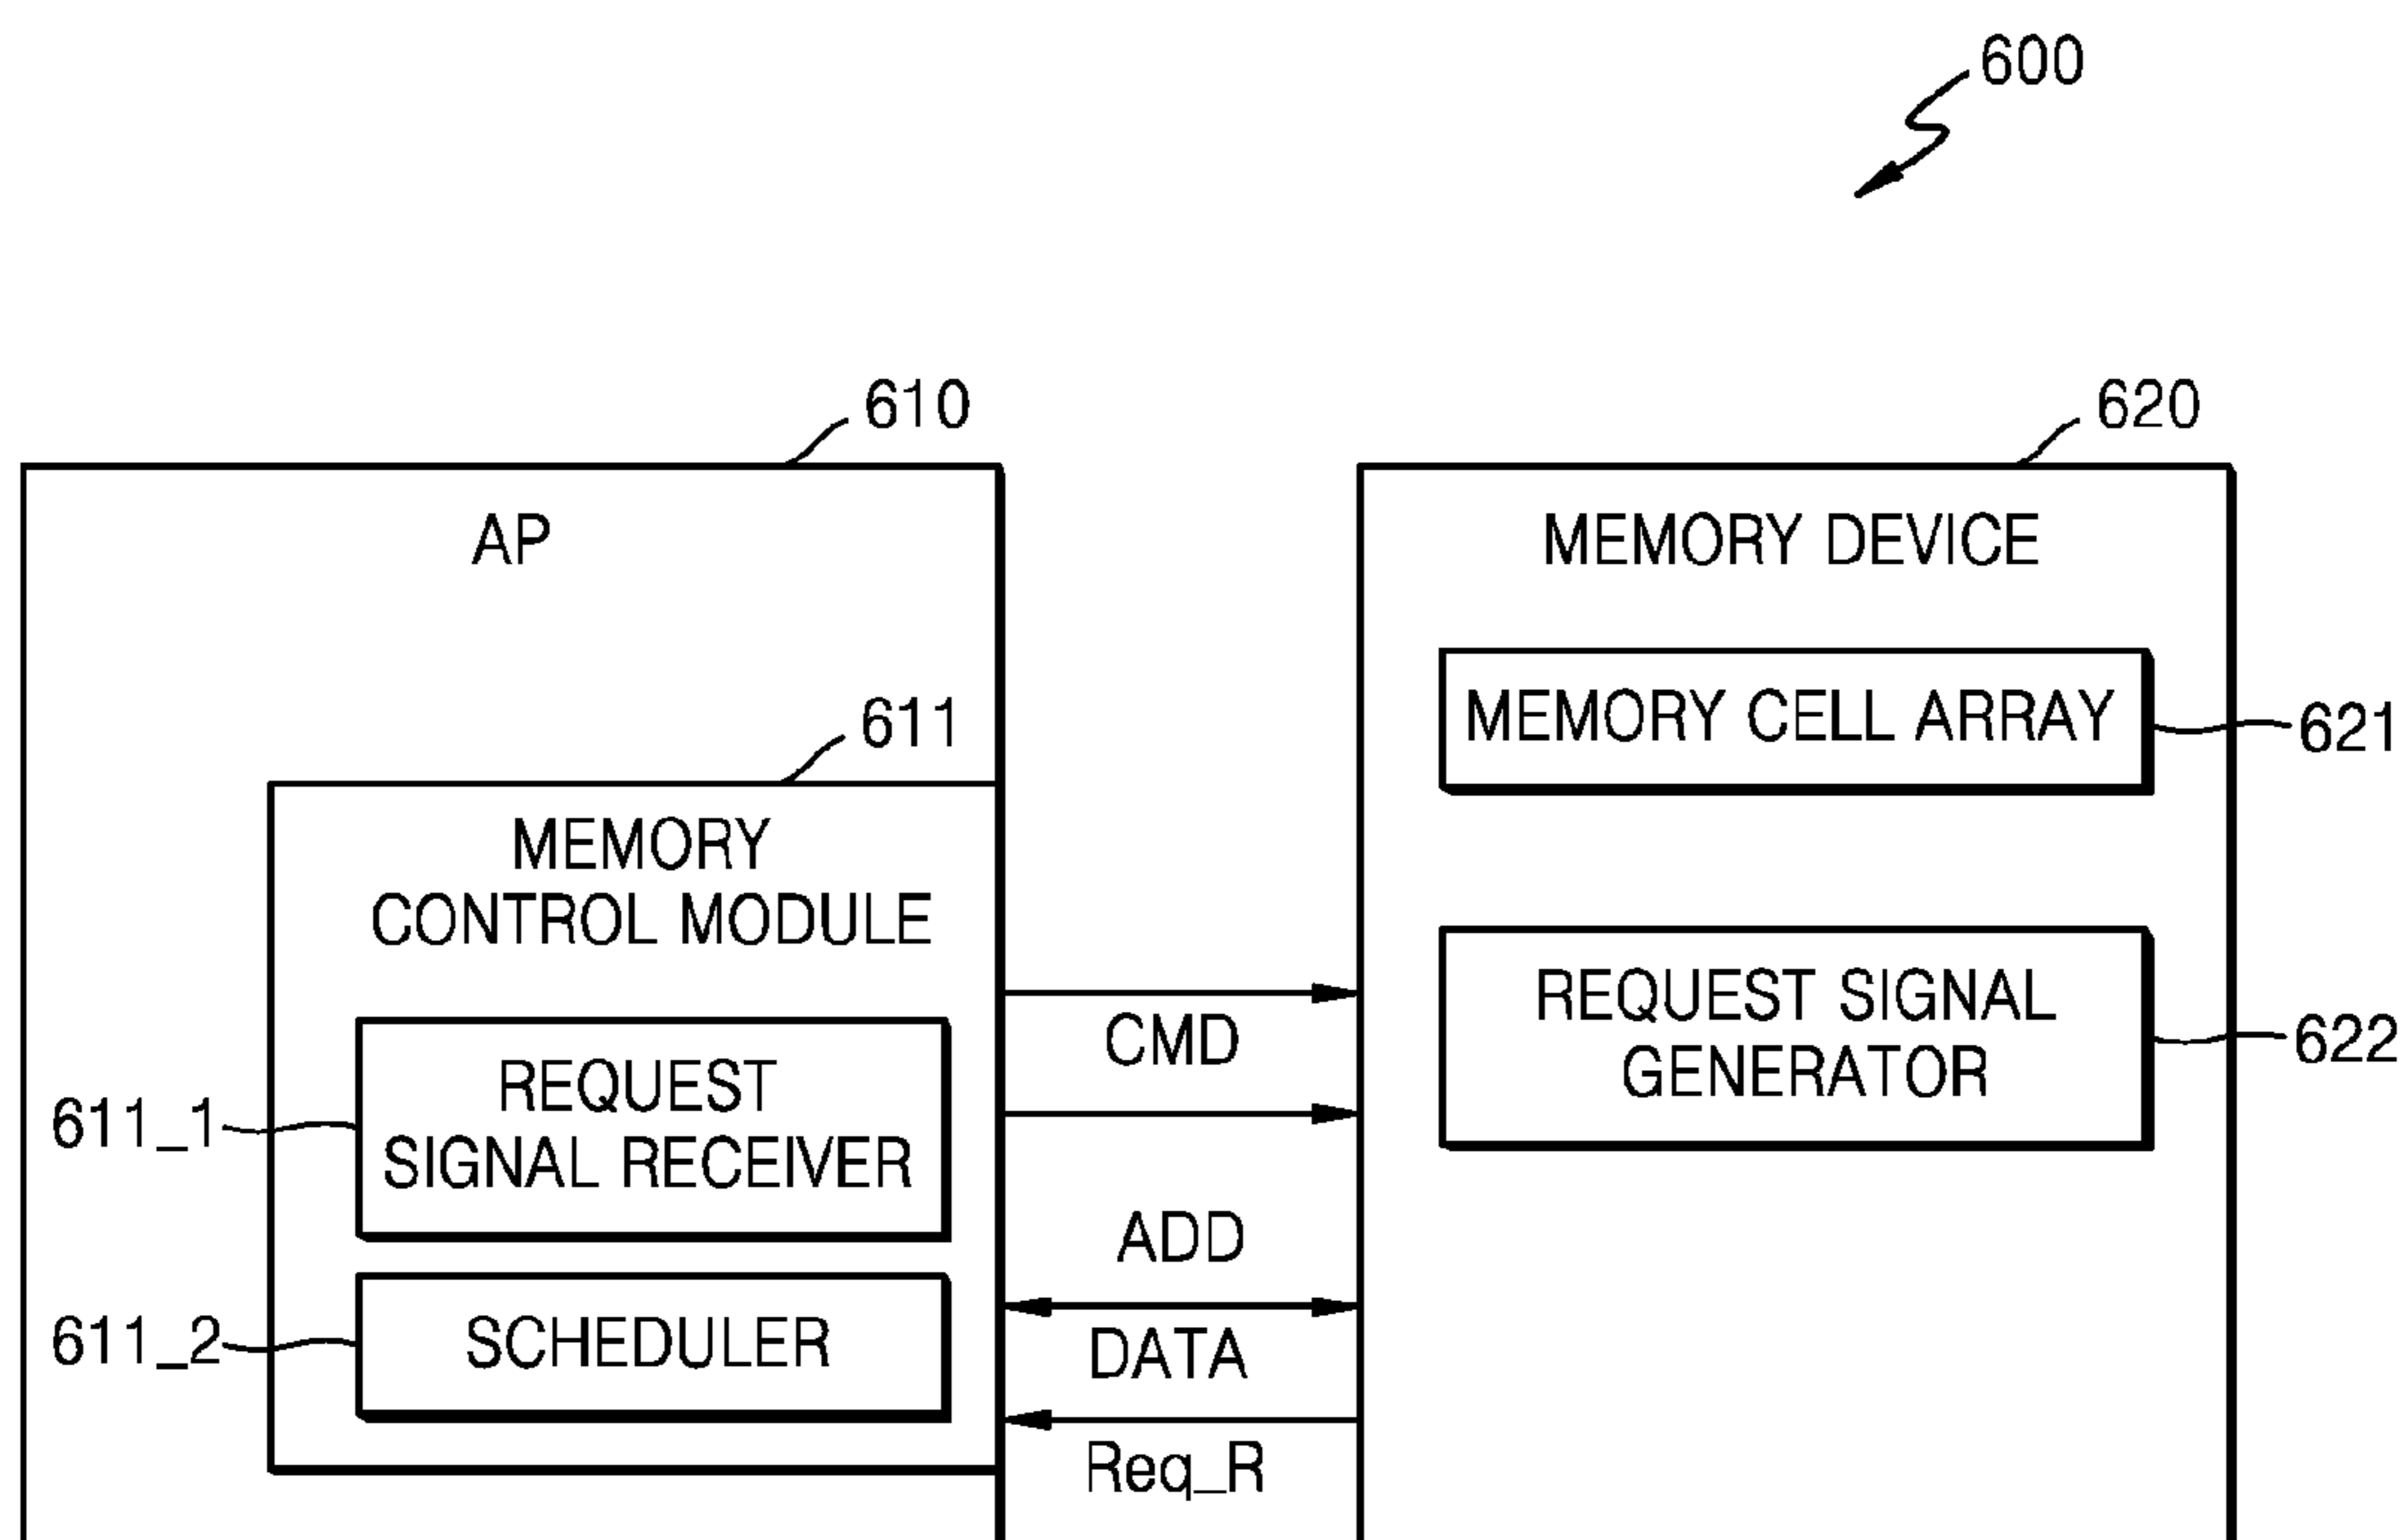 600
610
620
AP
MEMORY DEVICE
MEMORY CELL ARRAY
621
611
MEMORY
CONTROL MODULE
REQUEST SIGNAL
GENERATOR
622
CMD
REQUEST
SIGNAL RECEIVER
611_1
ADD
SCHEDULER
611_2
DATA
Req_R